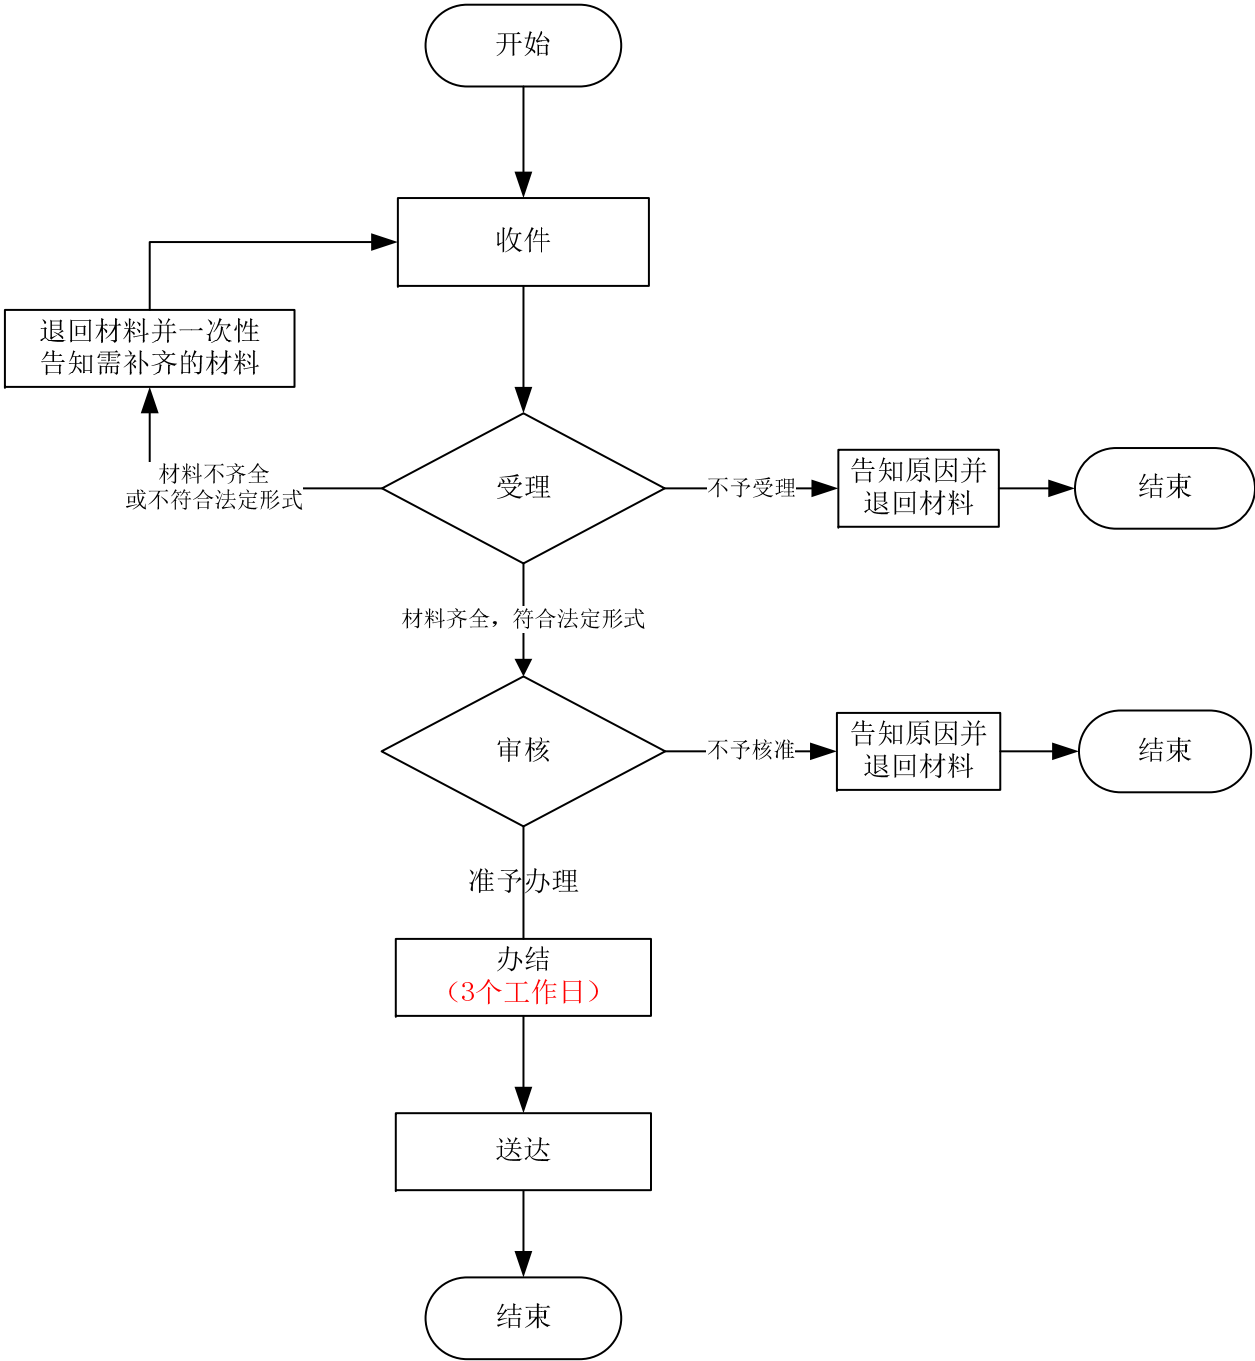 开始
收件
退回材料并一次性
告知需补齐的材料
材料不齐全
或不符合法定形式
受理
不予受理
告知原因并
退回材料
结束
材料齐全，符合法定形式
审核
不予核准
告知原因并
退回材料
结束
准予办理
办结
（3个工作日）
送达
结束